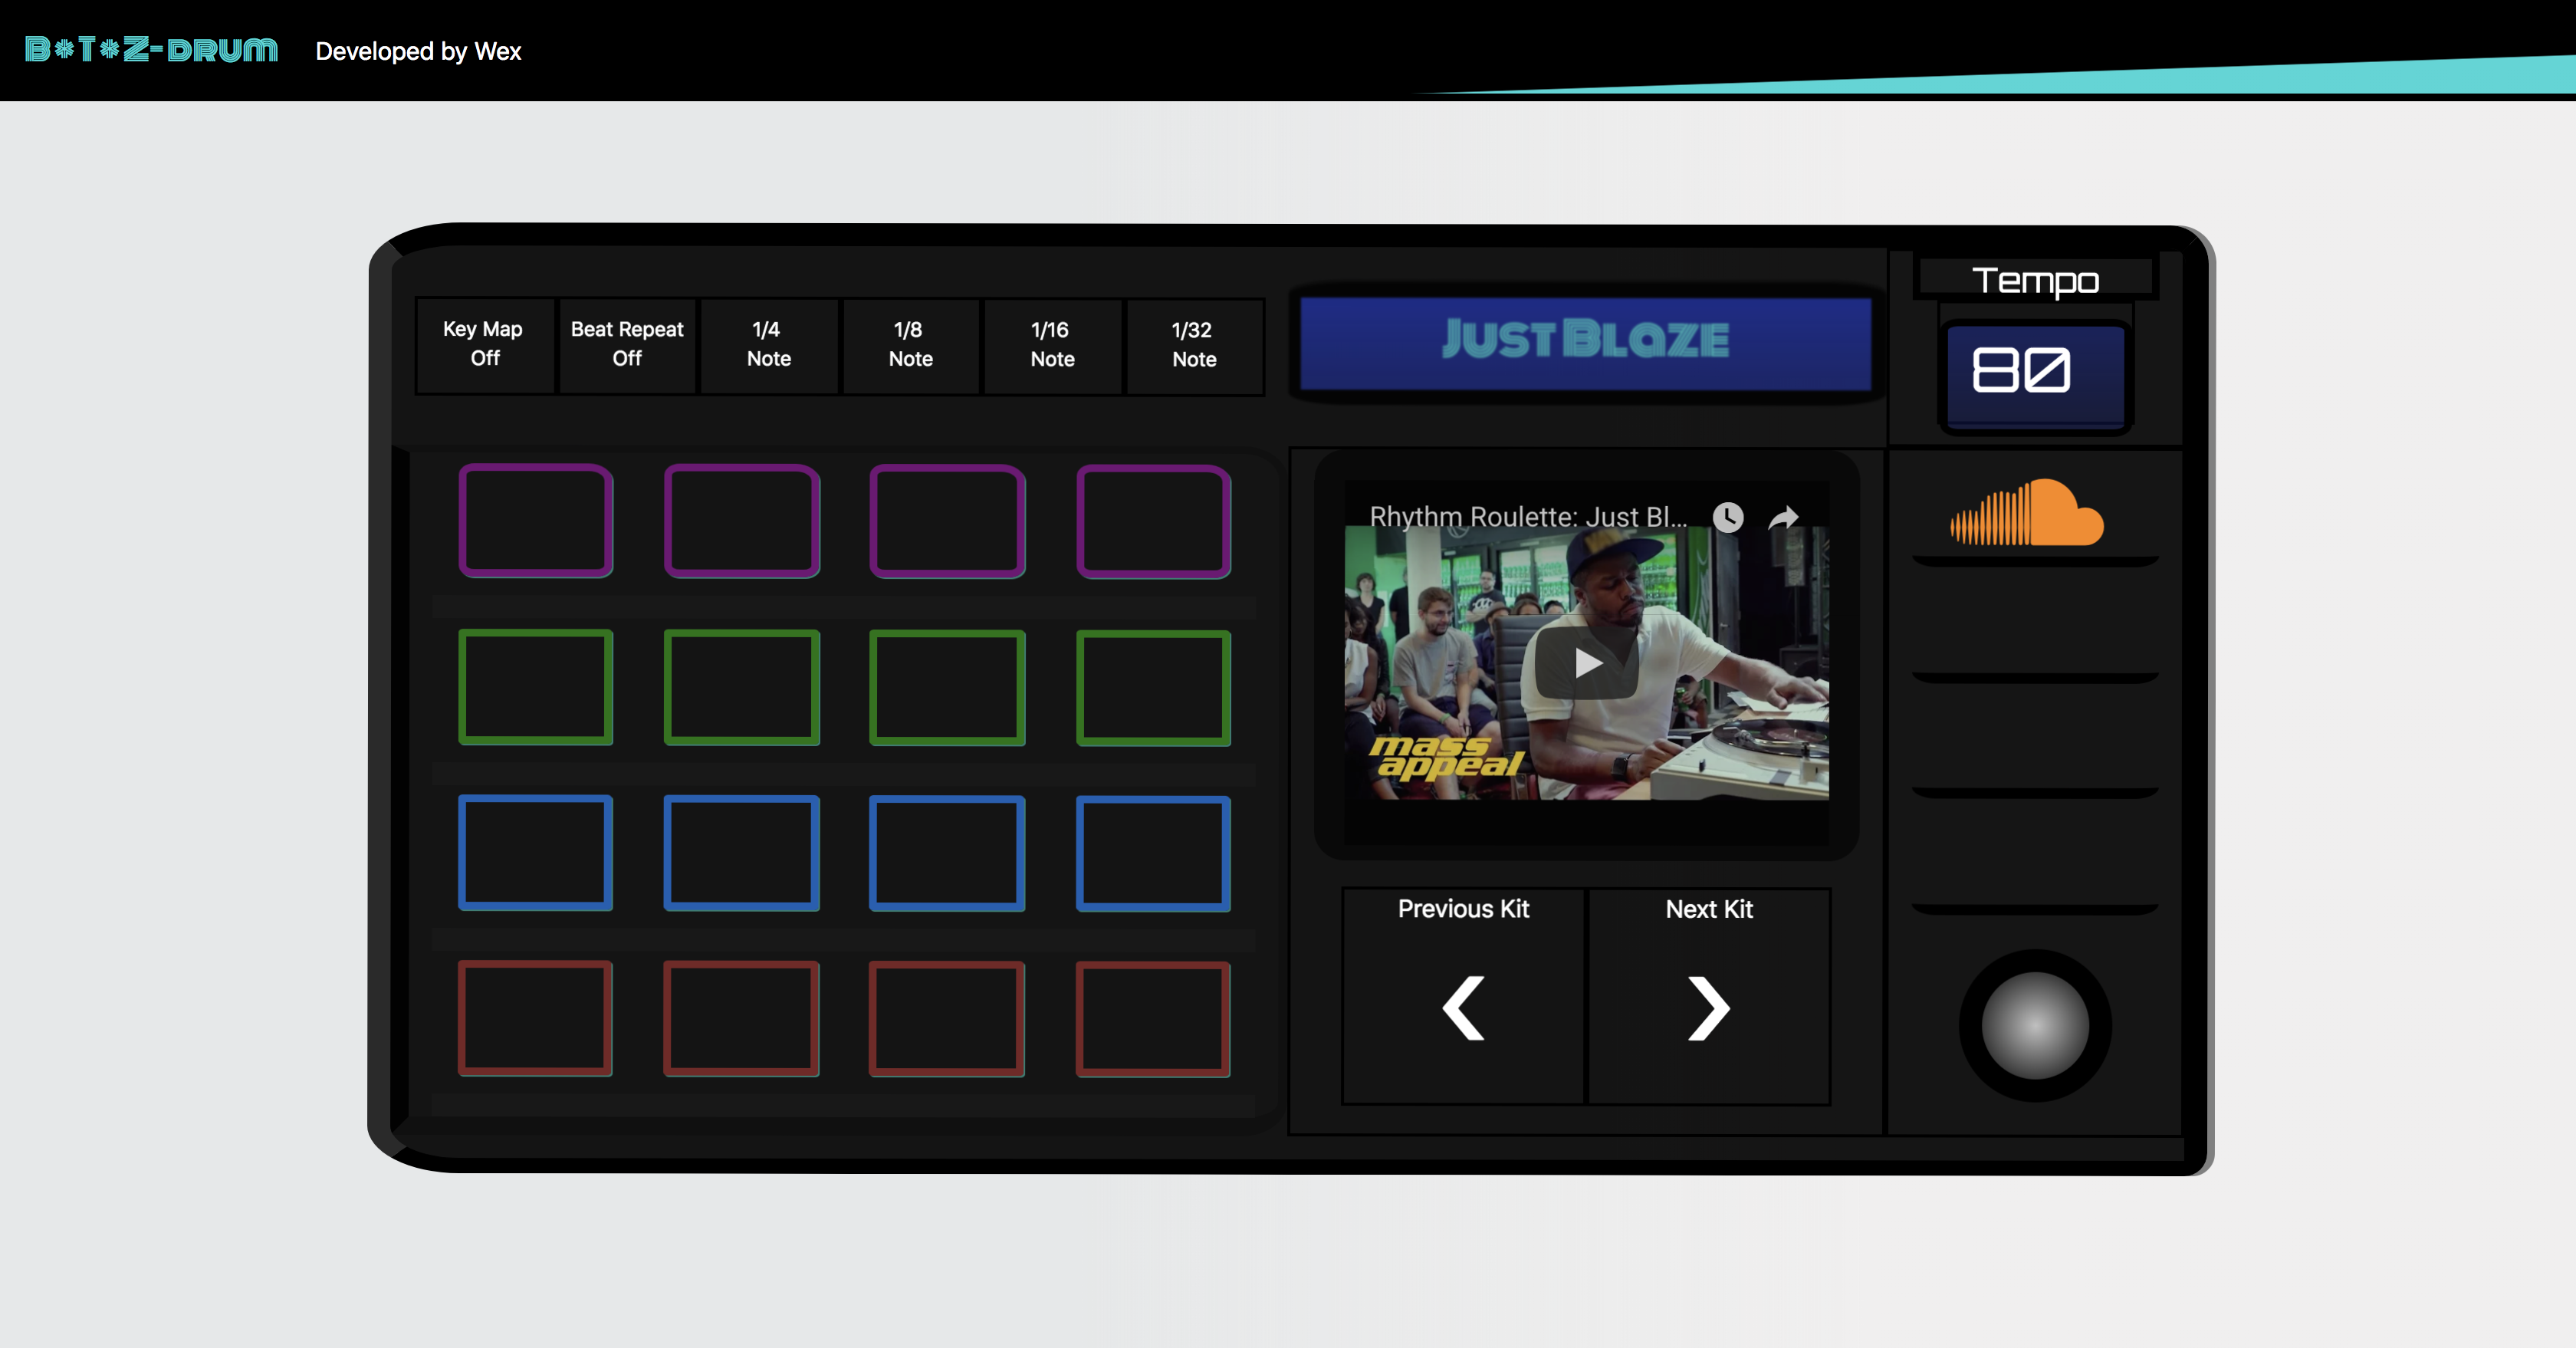 B*T*Z-DRUM
Developed by Wex
Key Map
Off
Beat Repeat
Off
1/4
Note
1/8
Note
1/16
Note
1/32
Note
JUST BLAZE
Tempo
80
Rhythm Roulette: Just Bl...
mass
appeal
Previous Kit
Next Kit